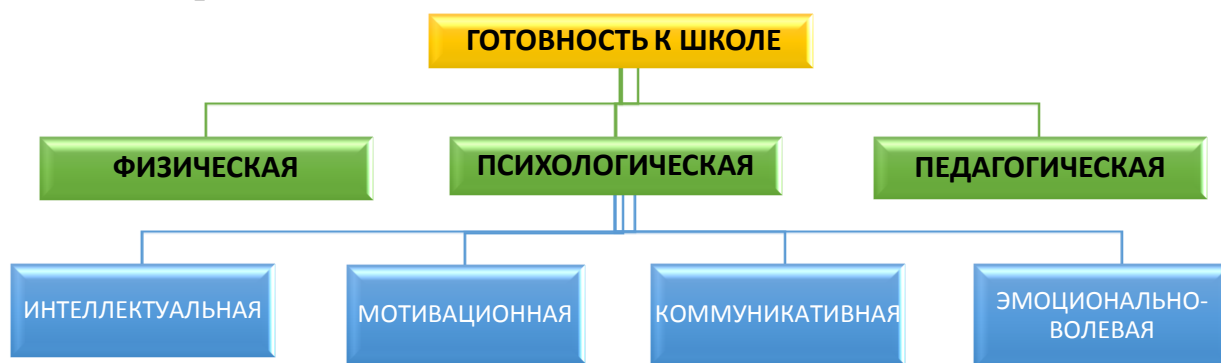 ГОТОВНОСТЬ К ШКОЛЕ
ФИЗИЧЕСКАЯ
ПСИХОЛОГИЧЕСКАЯ
ПЕДАГОГИЧЕСКАЯ
ИНТЕЛЛЕКТУАЛЬНАЯ
МОТИВАЦИОННАЯ
КОММУНИКАТИВНАЯ
ЭМОЦИОНАЛЬНО-
ВОЛЕВАЯ